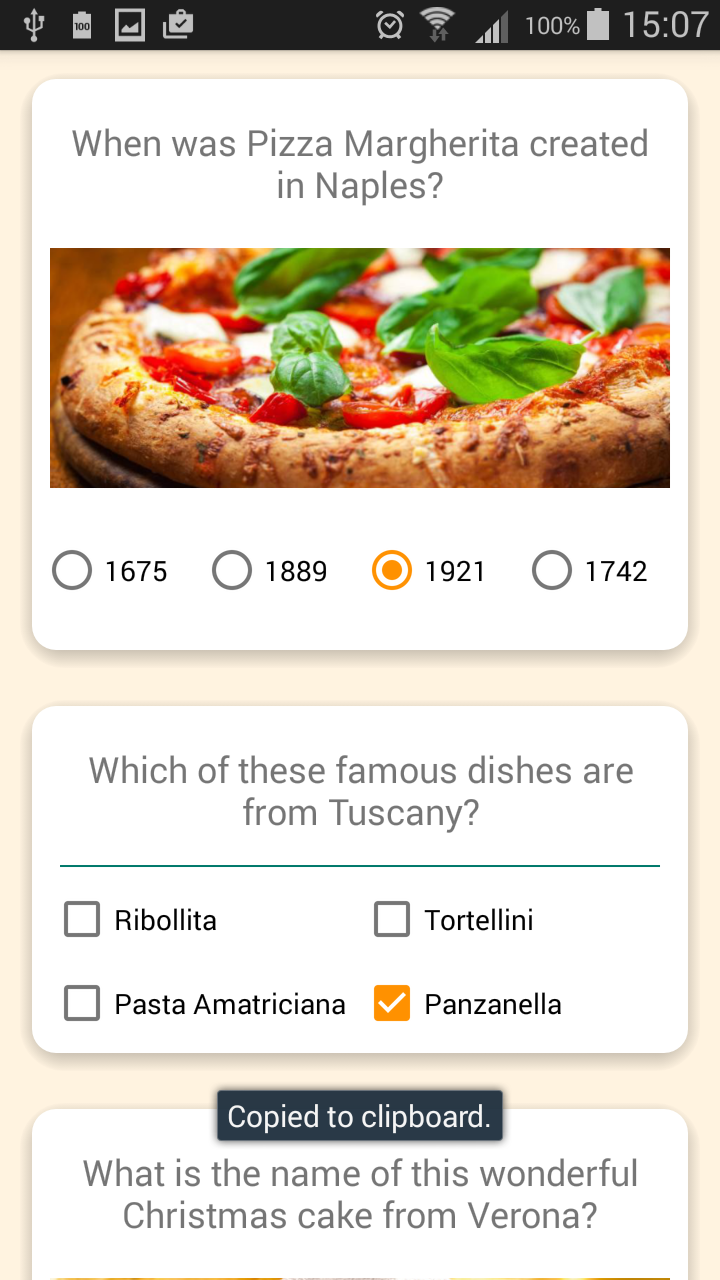 100
100%
15:07
When was Pizza Margherita created
in Naples?
1675
1889
1921
1742
Which of these famous dishes are
from Tuscany?
Ribollita
Tortellini
Pasta Amatriciana
Panzanella
Copied to clipboard.
What is the name of this wonderful
Christmas cake from Verona?